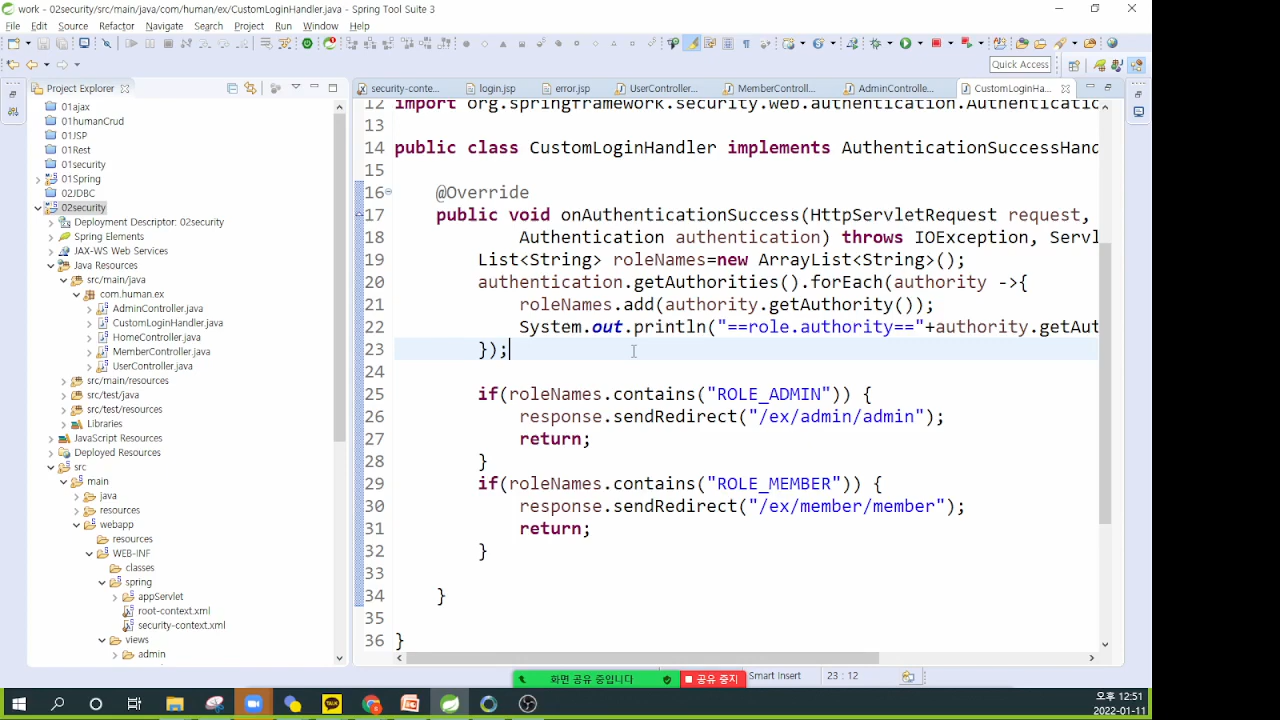 work - 02security/src/main/java/com/human/ex/CustomLoginHandler.java - Spring Tool Suite 3
File Edit Source Refactor Navigate Search Project Run Window Help
Quick Access
Project Explorer
01ajax
01humanCrud
01JSP
01Rest
01security
01Spring
02JDBC
02security
Deployment Descriptor: 02security
Spring Elements
JAX-WS Web Services
Java Resources
src/main/java
com.human.ex
AdminController.java
CustomLoginHandler.java
HomeController.java
MemberController.java
UserController.java
src/main/resources
src/test/java
src/test/resources
Libraries
JavaScript Resources
Deployed Resources
src
main
java
resources
webapp
resources
WEB-INF
classes
spring
appServlet
root-context.xml
security-context.xml
views
admin
security-conte... login.jsp error.jsp UserController.... MemberControll... AdminControlle... CustomLoginHa...
12 import org.springframework.security.web.authentication.Authentication
13
14 public class CustomLoginHandler implements AuthenticationSuccessHand
15
16 @Override
17 public void onAuthenticationSuccess(HttpServletRequest request,
18 Authentication authentication) throws IOException, Servl
19 List<String> roleNames=new ArrayList<String>();
20 authentication.getAuthorities().forEach(authority ->{
21 roleNames.add(authority.getAuthority());
22 System.out.println("==role.authority=="+authority.getAut
23 });
24
25 if(roleNames.contains("ROLE_ADMIN")) {
26 response.sendRedirect("/ex/admin/admin");
27 return;
28 }
29 if(roleNames.contains("ROLE_MEMBER")) {
30 response.sendRedirect("/ex/member/member");
31 return;
32 }
33
34 }
35
36 }
화면 공유 중입니다 공유 중지 Smart Insert 23 : 12
TALK
오후 12:51
2022-01-11